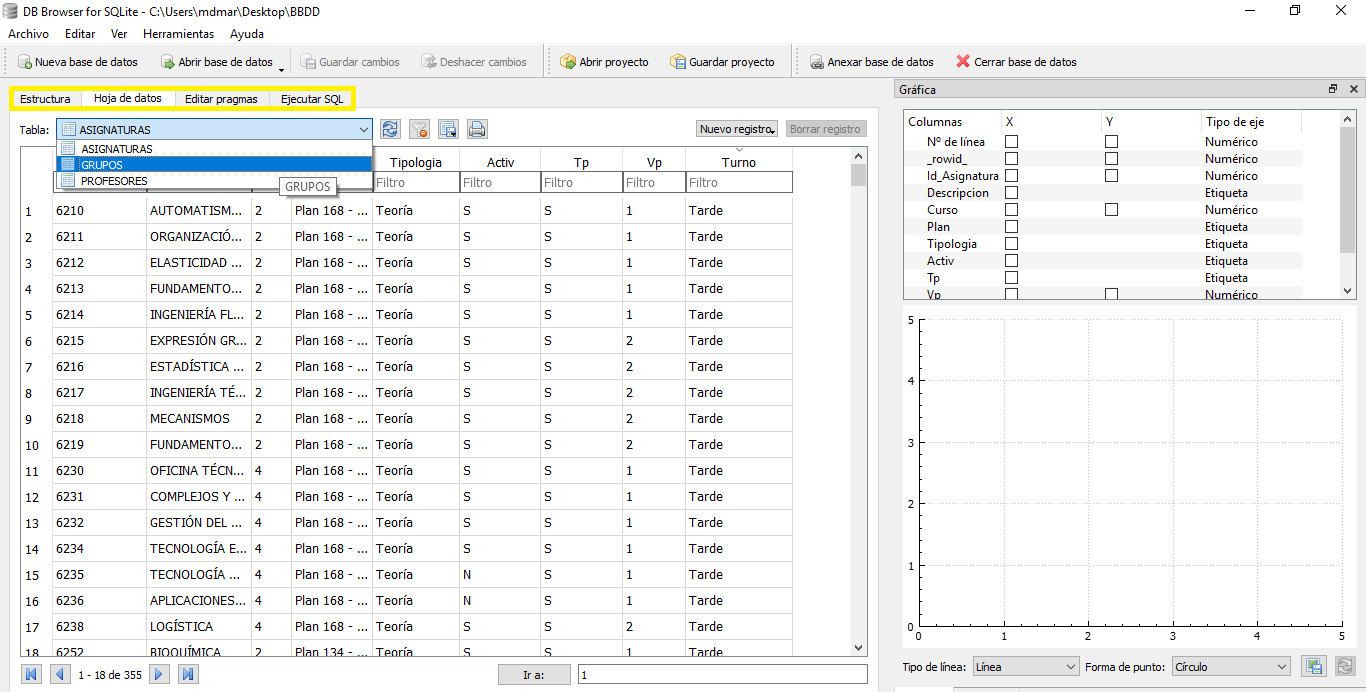 DB Browser for SQLite - C:\Users\mdmar\Desktop\BBDD
Archivo Editar Ver Herramientas Ayuda
Nueva base de datos Abrir base de datos Guardar cambios Deshacer cambios Abrir proyecto Guardar proyecto Anexar base de datos Cerrar base de datos
Estructura Hoja de datos Editar pragmas Ejecutar SQL
Tabla: ASIGNATURAS Nuevo registro Borrar registro
ASIGNATURAS
GRUPOS
PROFESORES
GRUPOS
Tipologia Activ Tp Vp Turno
Filtro Filtro Filtro Filtro Filtro
1 6210 AUTOMATISM... 2 Plan 168 - ... Teoría S S 1 Tarde
2 6211 ORGANIZACIÓ... 2 Plan 168 - ... Teoría S S 1 Tarde
3 6212 ELASTICIDAD ... 2 Plan 168 - ... Teoría S S 1 Tarde
4 6213 FUNDAMENTO... 2 Plan 168 - ... Teoría S S 1 Tarde
5 6214 INGENIERÍA FL... 2 Plan 168 - ... Teoría S S 1 Tarde
6 6215 EXPRESIÓN GR... 2 Plan 168 - ... Teoría S S 2 Tarde
7 6216 ESTADÍSTICA ... 2 Plan 168 - ... Teoría S S 2 Tarde
8 6217 INGENIERÍA TÉ... 2 Plan 168 - ... Teoría S S 2 Tarde
9 6218 MECANISMOS 2 Plan 168 - ... Teoría S S 2 Tarde
10 6219 FUNDAMENTO... 2 Plan 168 - ... Teoría S S 2 Tarde
11 6230 OFICINA TÉCN... 4 Plan 168 - ... Teoría S S 1 Tarde
12 6231 COMPLEJOS Y ... 4 Plan 168 - ... Teoría S S 1 Tarde
13 6232 GESTIÓN DEL ... 4 Plan 168 - ... Teoría S S 1 Tarde
14 6234 TECNOLOGÍA E... 4 Plan 168 - ... Teoría S S 1 Tarde
15 6235 TECNOLOGÍA ... 4 Plan 168 - ... Teoría N S 1 Tarde
16 6236 APLICACIONES... 4 Plan 168 - ... Teoría N S 1 Tarde
17 6238 LOGÍSTICA 4 Plan 168 - ... Teoría S S 2 Tarde
18 6252 BIOQUÍMICA 2 Plan 134 - ... Teoría S S 1 Tarde
1 - 18 de 355 Ir a: 1
Gráfica
Columnas X Y Tipo de eje
Nº de línea Numérico
_rowid_ Numérico
Id_Asignatura Numérico
Descripcion Etiqueta
Curso Numérico
Plan Etiqueta
Tipologia Etiqueta
Activ Etiqueta
Tp Etiqueta
Vp Numérico
5
4
3
2
1
0
0 1 2 3 4 5
Tipo de línea: Línea Forma de punto: Círculo